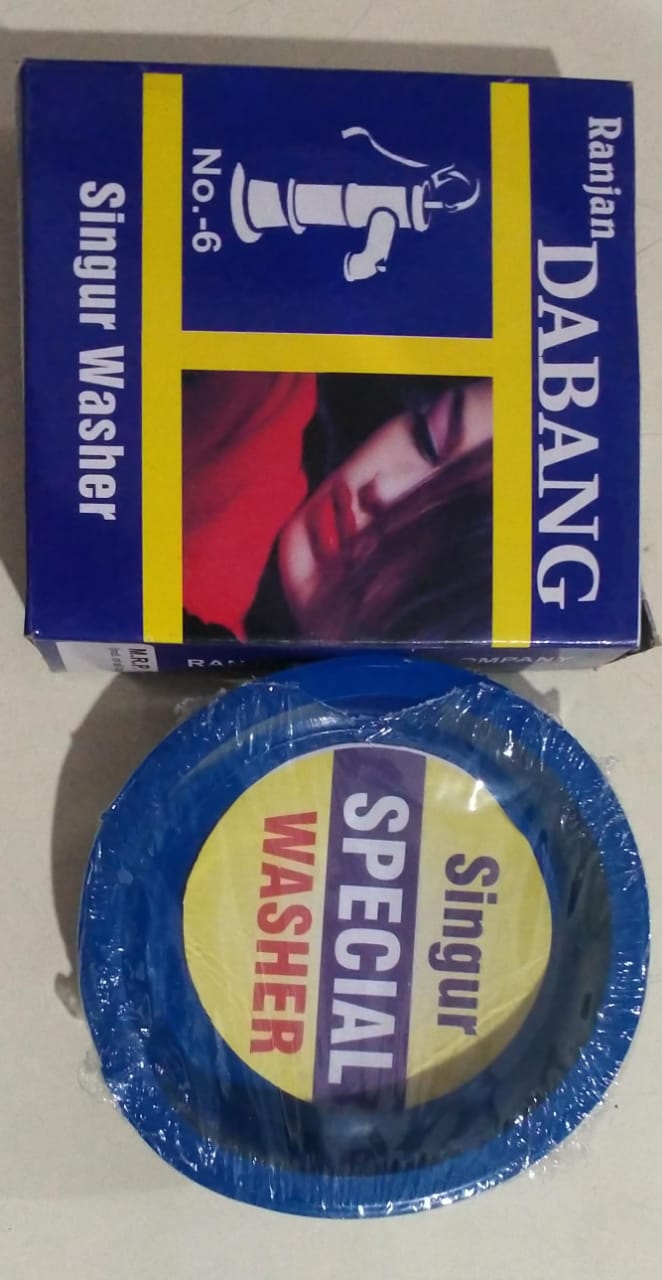 Ranjan
DABANG
No.-6
Singur Washer
M.R.P.
Singur
SPECIAL
WASHER